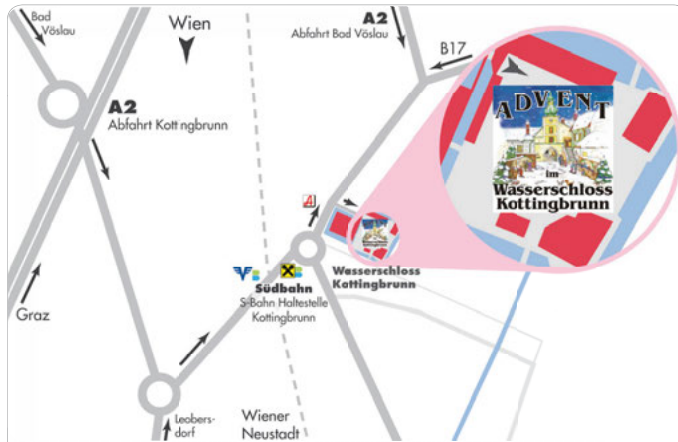 Bad
Vöslau
Wien
A2
Abfahrt Bad Vöslau
B17
A2
Abfahrt Kottingbrunn
ADVENT
im
Wasserschloss
Kottingbrunn
A
Wasserschloss
Kottingbrunn
Südbahn
S-Bahn Haltestelle
Kottingbrunn
Graz
Leobers-
dorf
Wiener
Neustadt